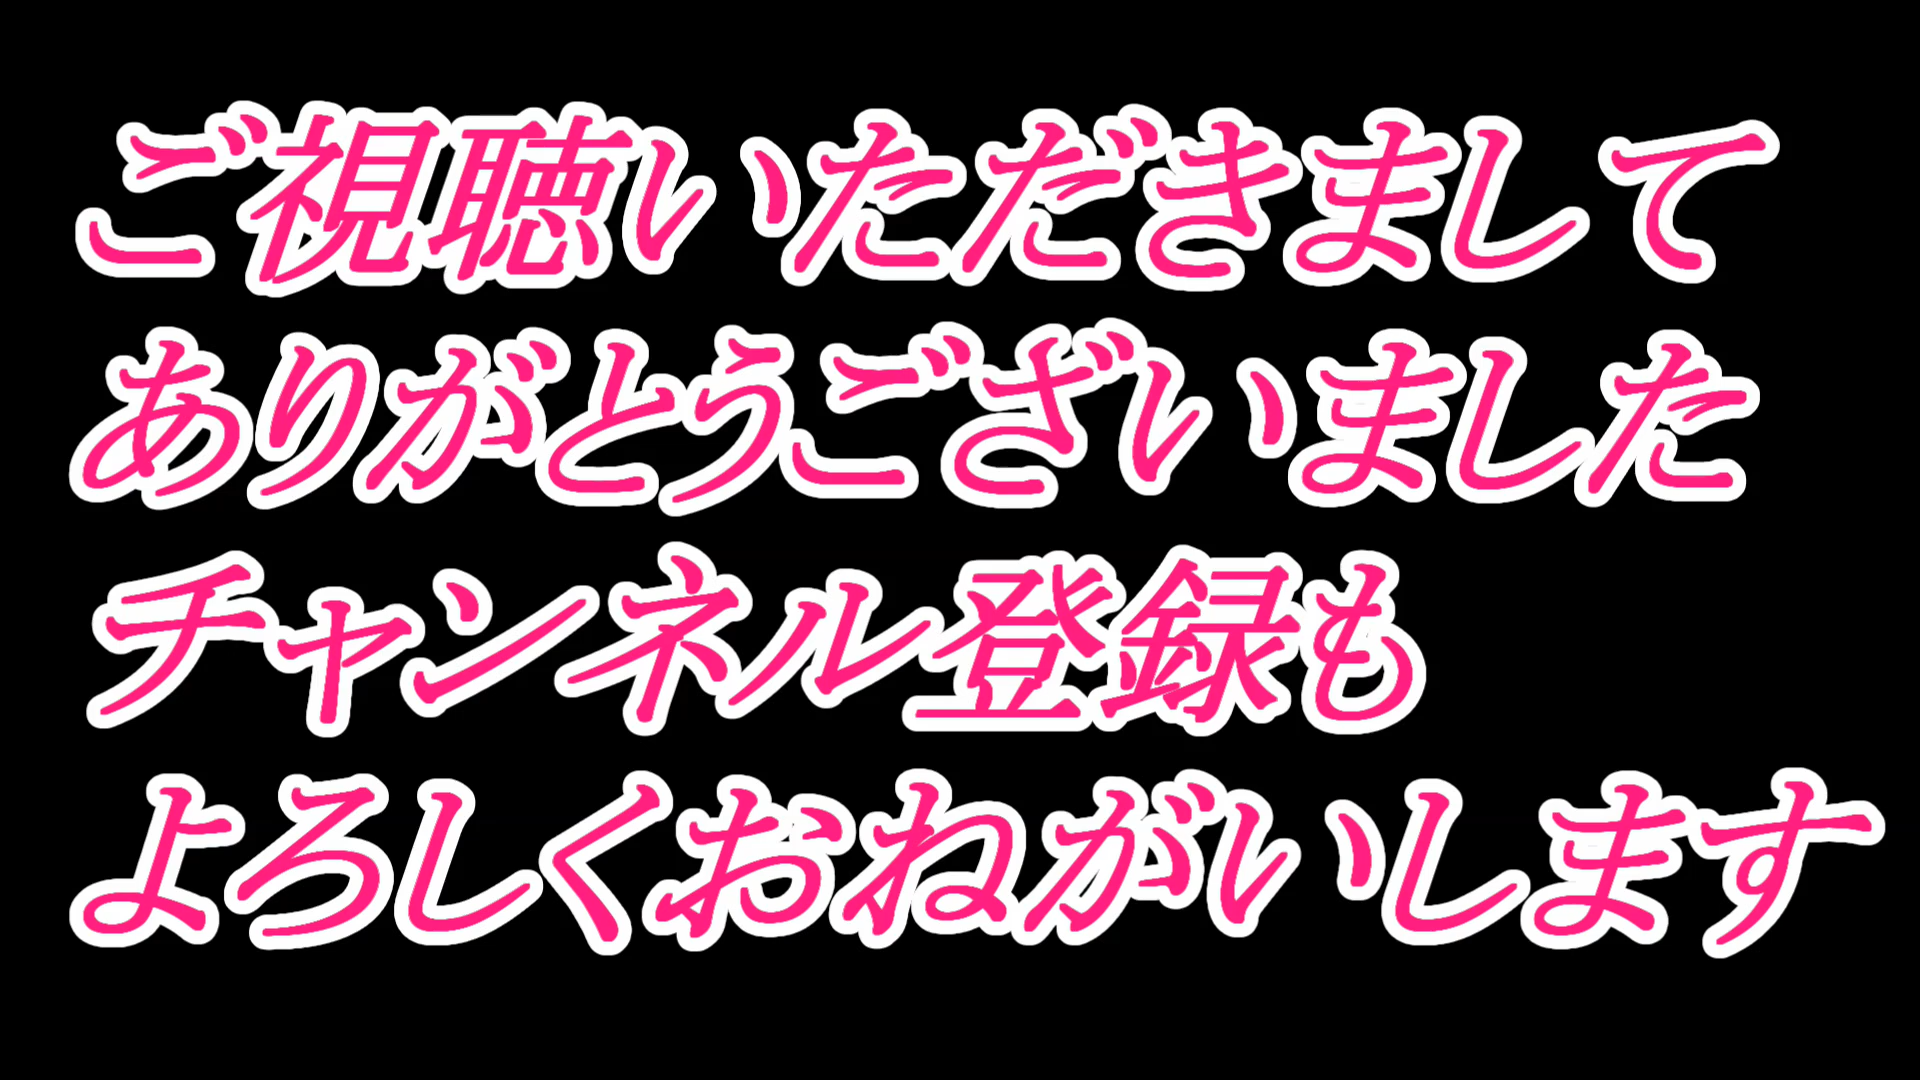 ご視聴いただきまして
ありがとうございました
チャンネル登録も
よろしくおねがいします